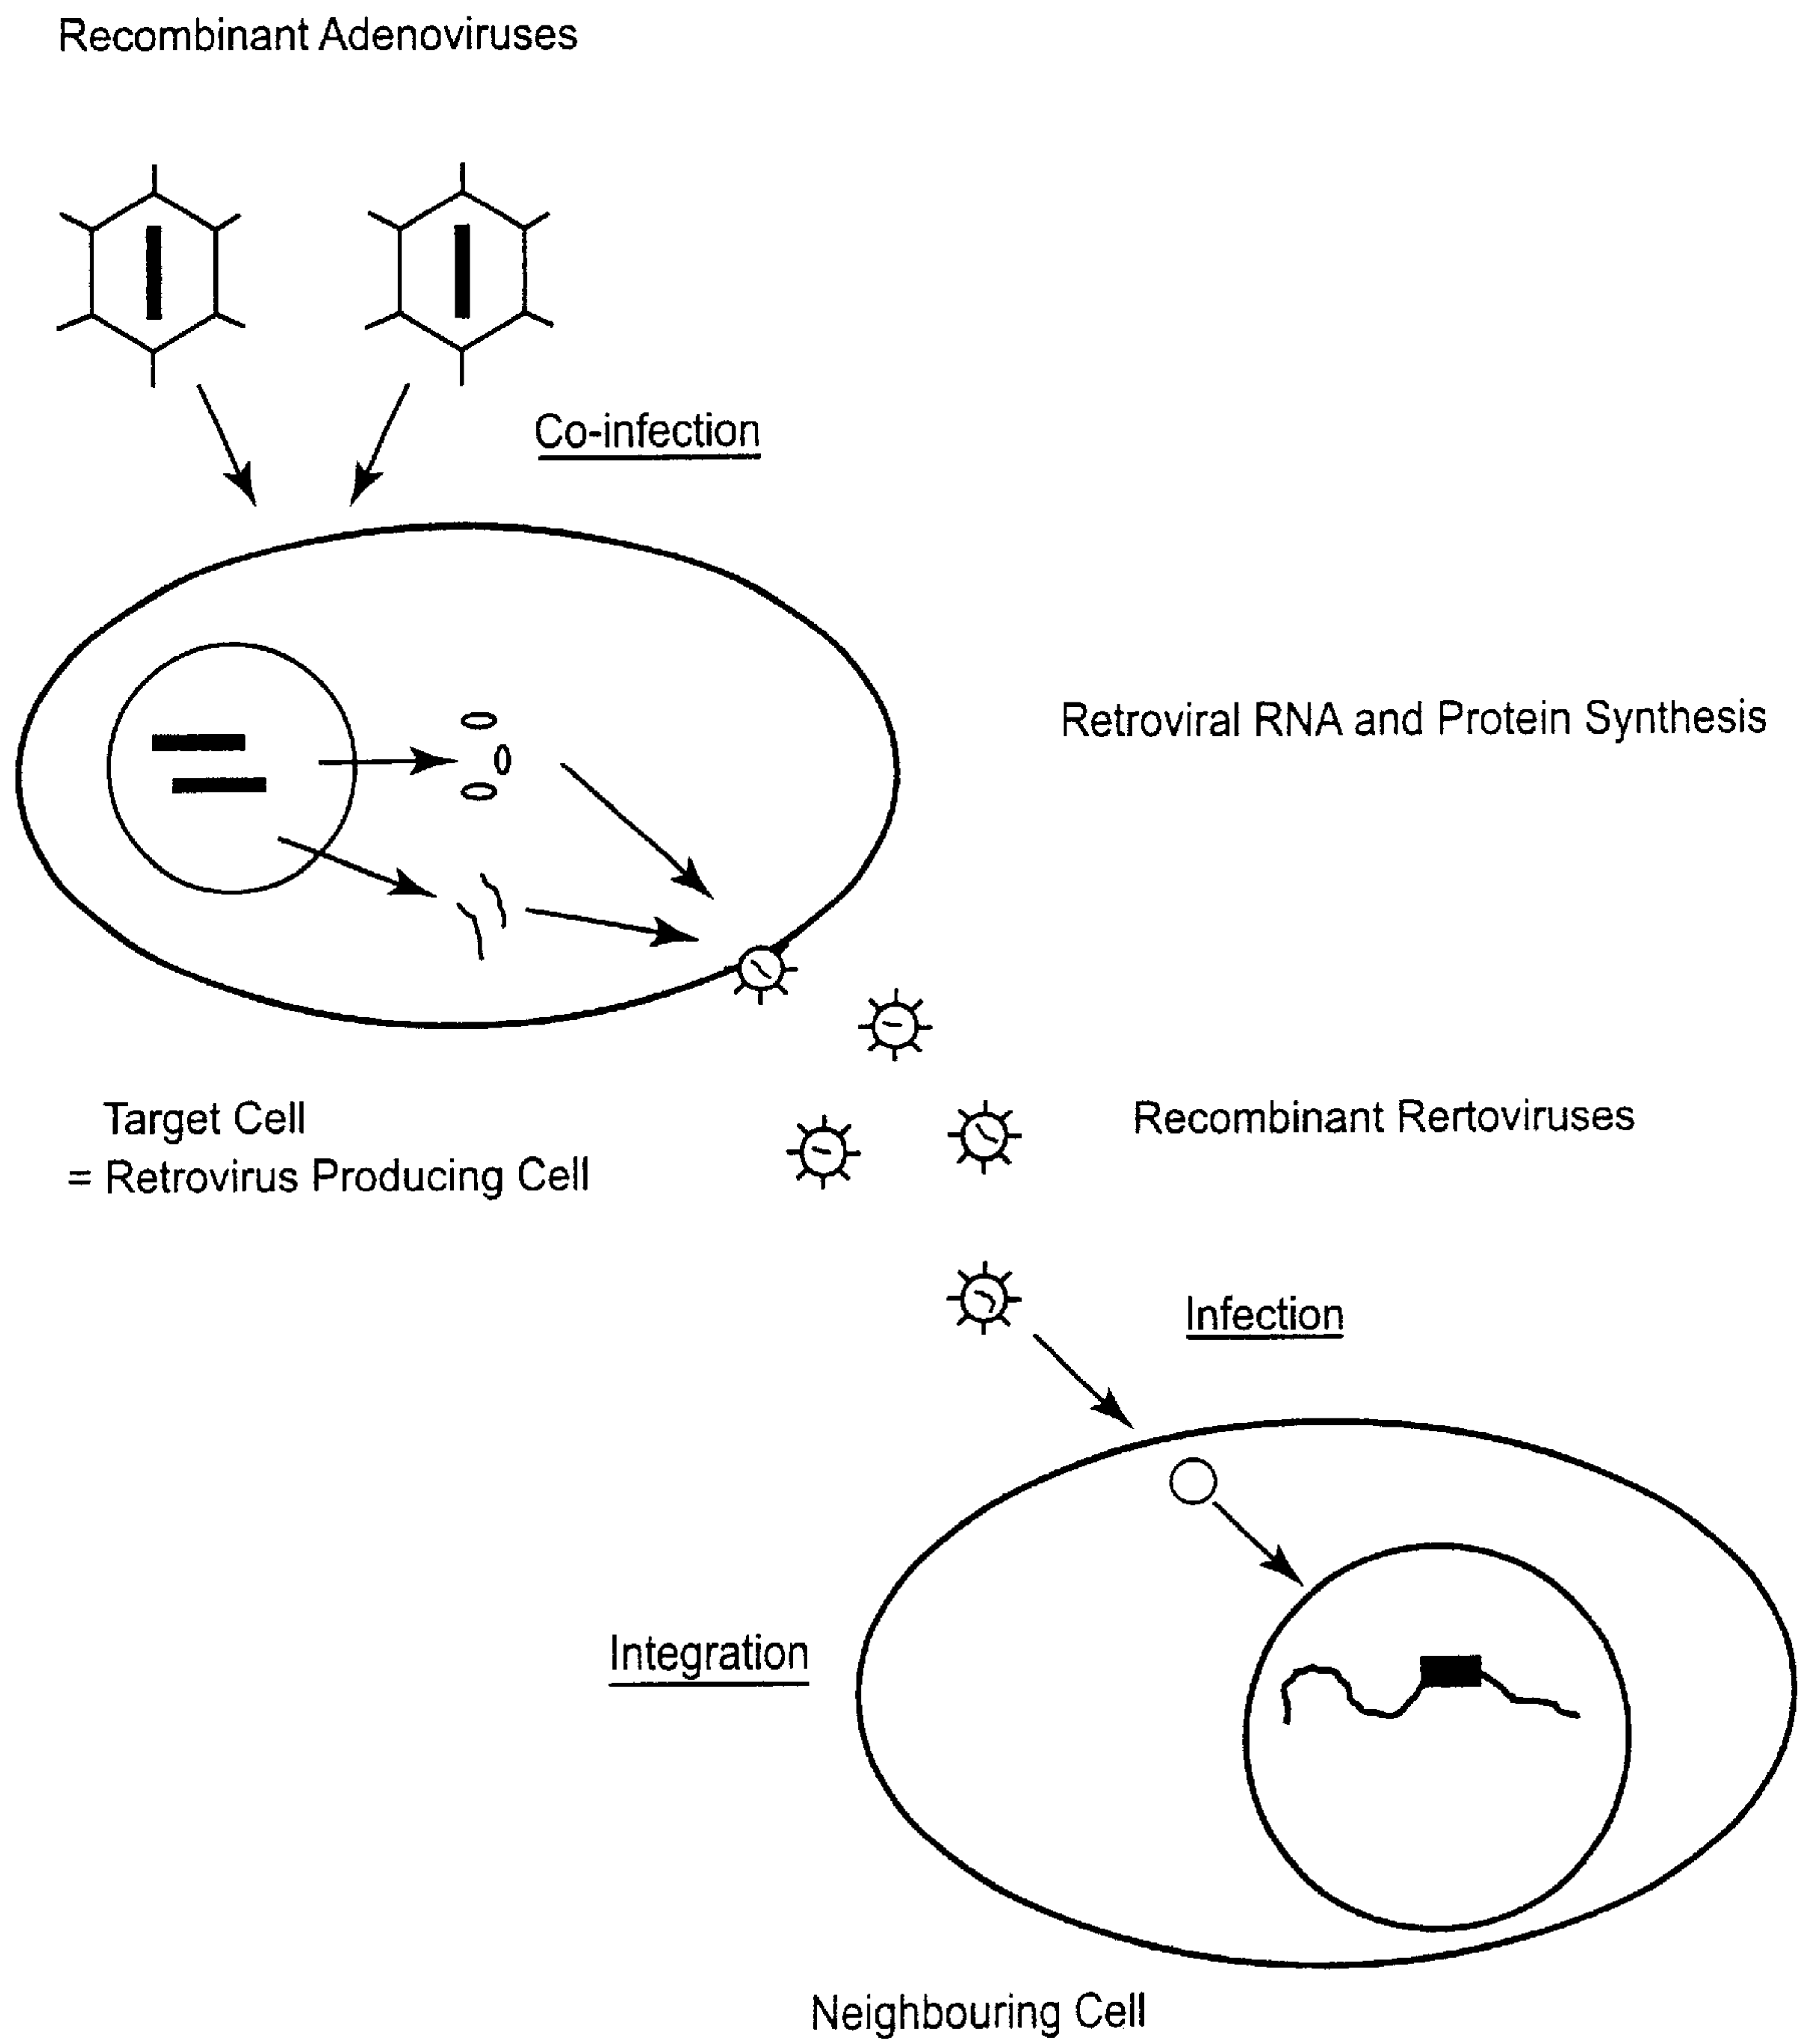 Recombinant Adenoviruses
Co-infection
Retroviral RNA and Protein Synthesis
Target Cell
= Retrovirus Producing Cell
Recombinant Rertoviruses
Infection
Integration
Neighbouring Cell